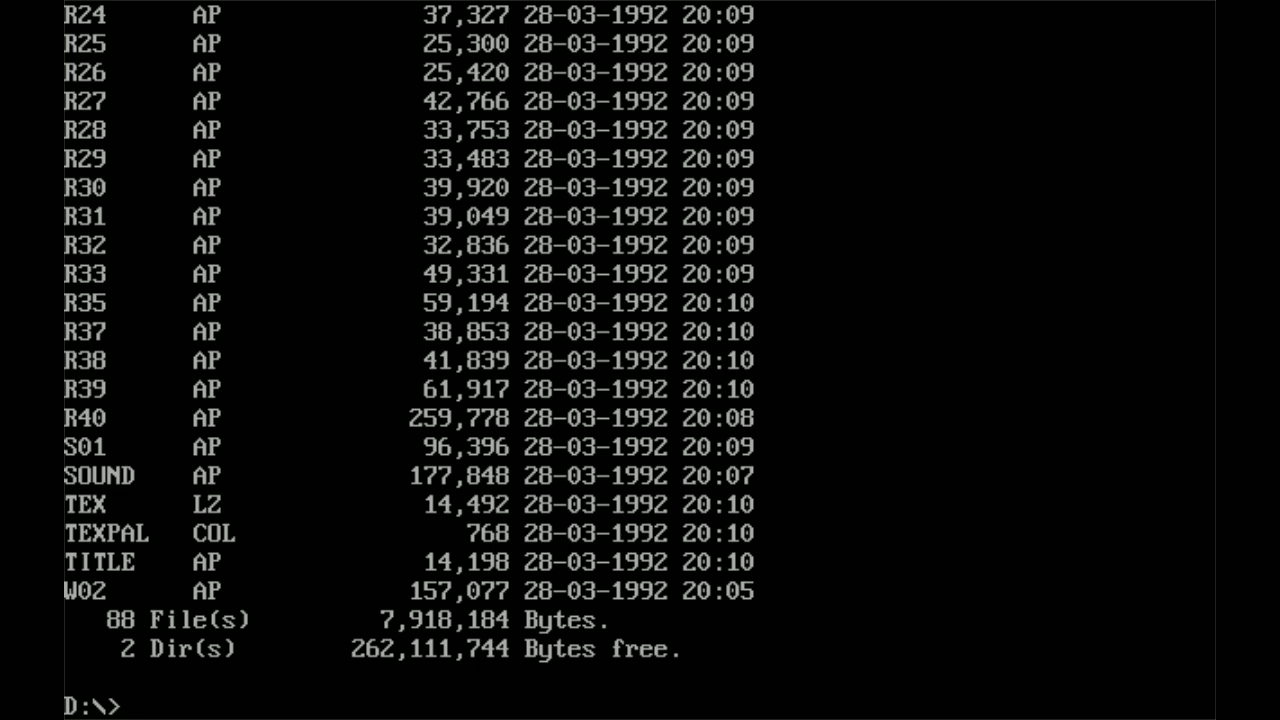 R24      AP              37,327 28-03-1992 20:09
R25      AP              25,300 28-03-1992 20:09
R26      AP              25,420 28-03-1992 20:09
R27      AP              42,766 28-03-1992 20:09
R28      AP              33,753 28-03-1992 20:09
R29      AP              33,483 28-03-1992 20:09
R30      AP              39,920 28-03-1992 20:09
R31      AP              39,049 28-03-1992 20:09
R32      AP              32,836 28-03-1992 20:09
R33      AP              49,331 28-03-1992 20:09
R35      AP              59,194 28-03-1992 20:10
R37      AP              38,853 28-03-1992 20:10
R38      AP              41,839 28-03-1992 20:10
R39      AP              61,917 28-03-1992 20:10
R40      AP             259,778 28-03-1992 20:08
S01      AP              96,396 28-03-1992 20:09
SOUND    AP             177,848 28-03-1992 20:07
TEX      LZ              14,492 28-03-1992 20:10
TEXPAL   COL                768 28-03-1992 20:10
TITLE    AP              14,198 28-03-1992 20:10
W02      AP             157,077 28-03-1992 20:05
   88 File(s)         7,918,184 Bytes.
    2 Dir(s)        262,111,744 Bytes free.
D:\>